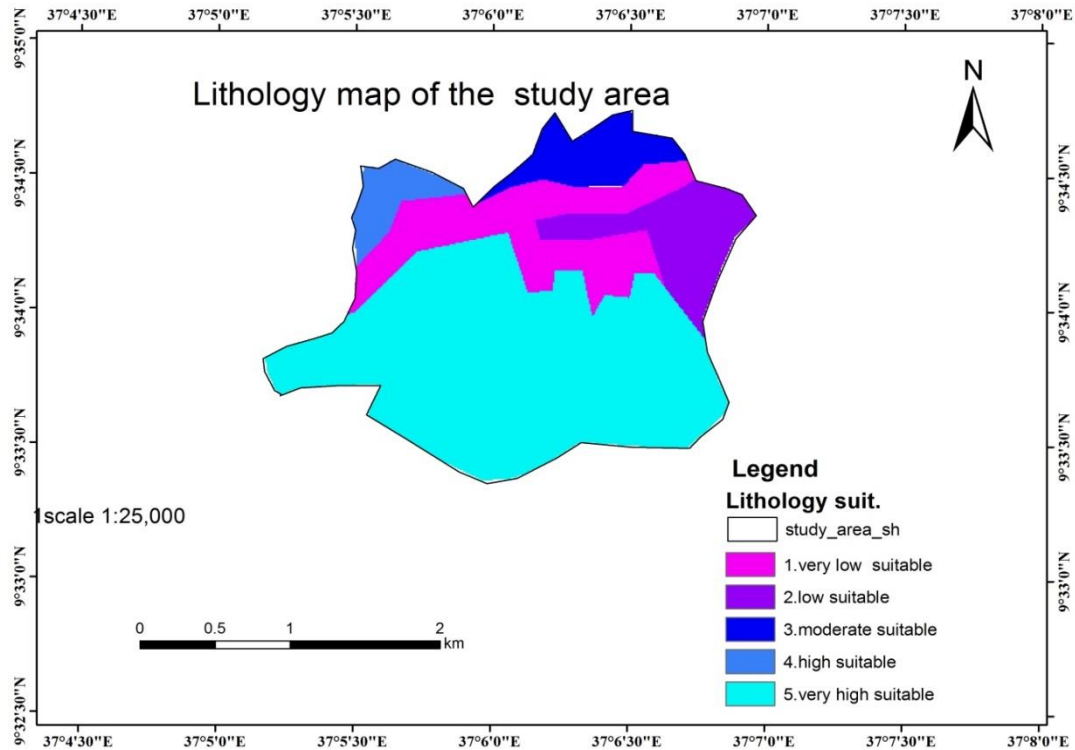 37°4'30"E 37°5'0"E 37°5'30"E 37°6'0"E 37°6'30"E 37°7'0"E 37°7'30"E 37°8'0"E
9°35'0"N
9°34'30"N 9°34'30"N
9°34'0"N 9°34'0"N
9°33'30"N 9°33'30"N
9°33'0"N 9°33'0"N
9°32'30"N
N
Lithology map of the study area
1scale 1:25,000
0 0.5 1 2
km
Legend
Lithology suit.
study_area_sh
1.very low suitable
2.low suitable
3.moderate suitable
4.high suitable
5.very high suitable
37°4'30"E 37°5'0"E 37°5'30"E 37°6'0"E 37°6'30"E 37°7'0"E 37°7'30"E 37°8'0"E